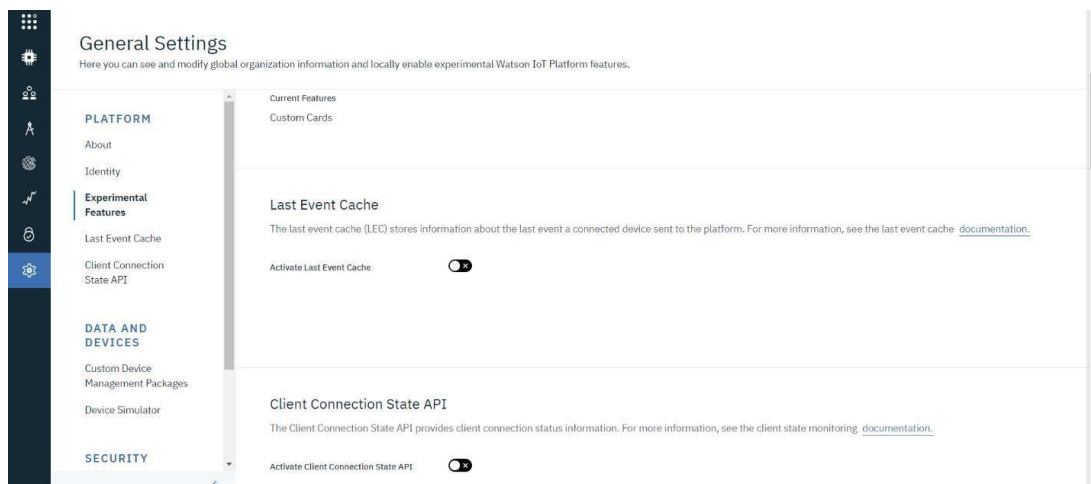 General Settings
Here you can see and modify global organization information and locally enable experimental Watson IoT Platform features.
PLATFORM
About
Identity
Experimental
Features
Last Event Cache
Client Connection
State API
DATA AND
DEVICES
Custom Device
Management Packages
Device Simulator
SECURITY
Current Features
Custom Cards
Last Event Cache
The last event cache (LEC) stores information about the last event a connected device sent to the platform. For more information, see the last event cache documentation.
Activate Last Event Cache
Client Connection State API
The Client Connection State API provides client connection status information. For more information, see the client state monitoring documentation.
Activate Client Connection State API